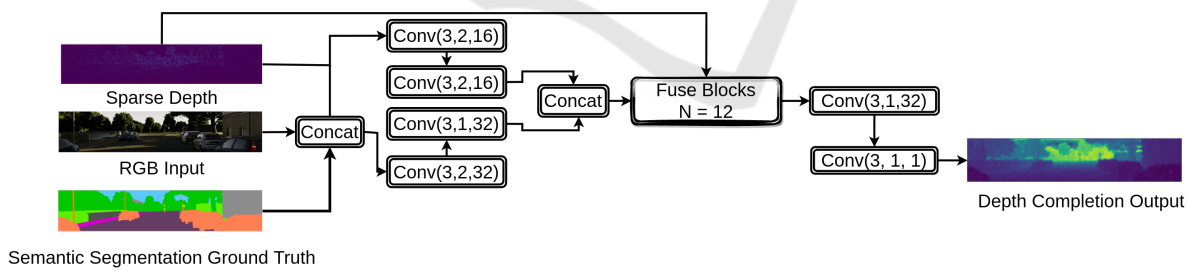 Sparse Depth
RGB Input
Semantic Segmentation Ground Truth
Concat
Conv(3,2,16)
Conv(3,2,16)
Conv(3,1,32)
Conv(3,2,32)
Concat
Fuse Blocks
N = 12
Conv(3,1,32)
Conv(3, 1, 1)
Depth Completion Output